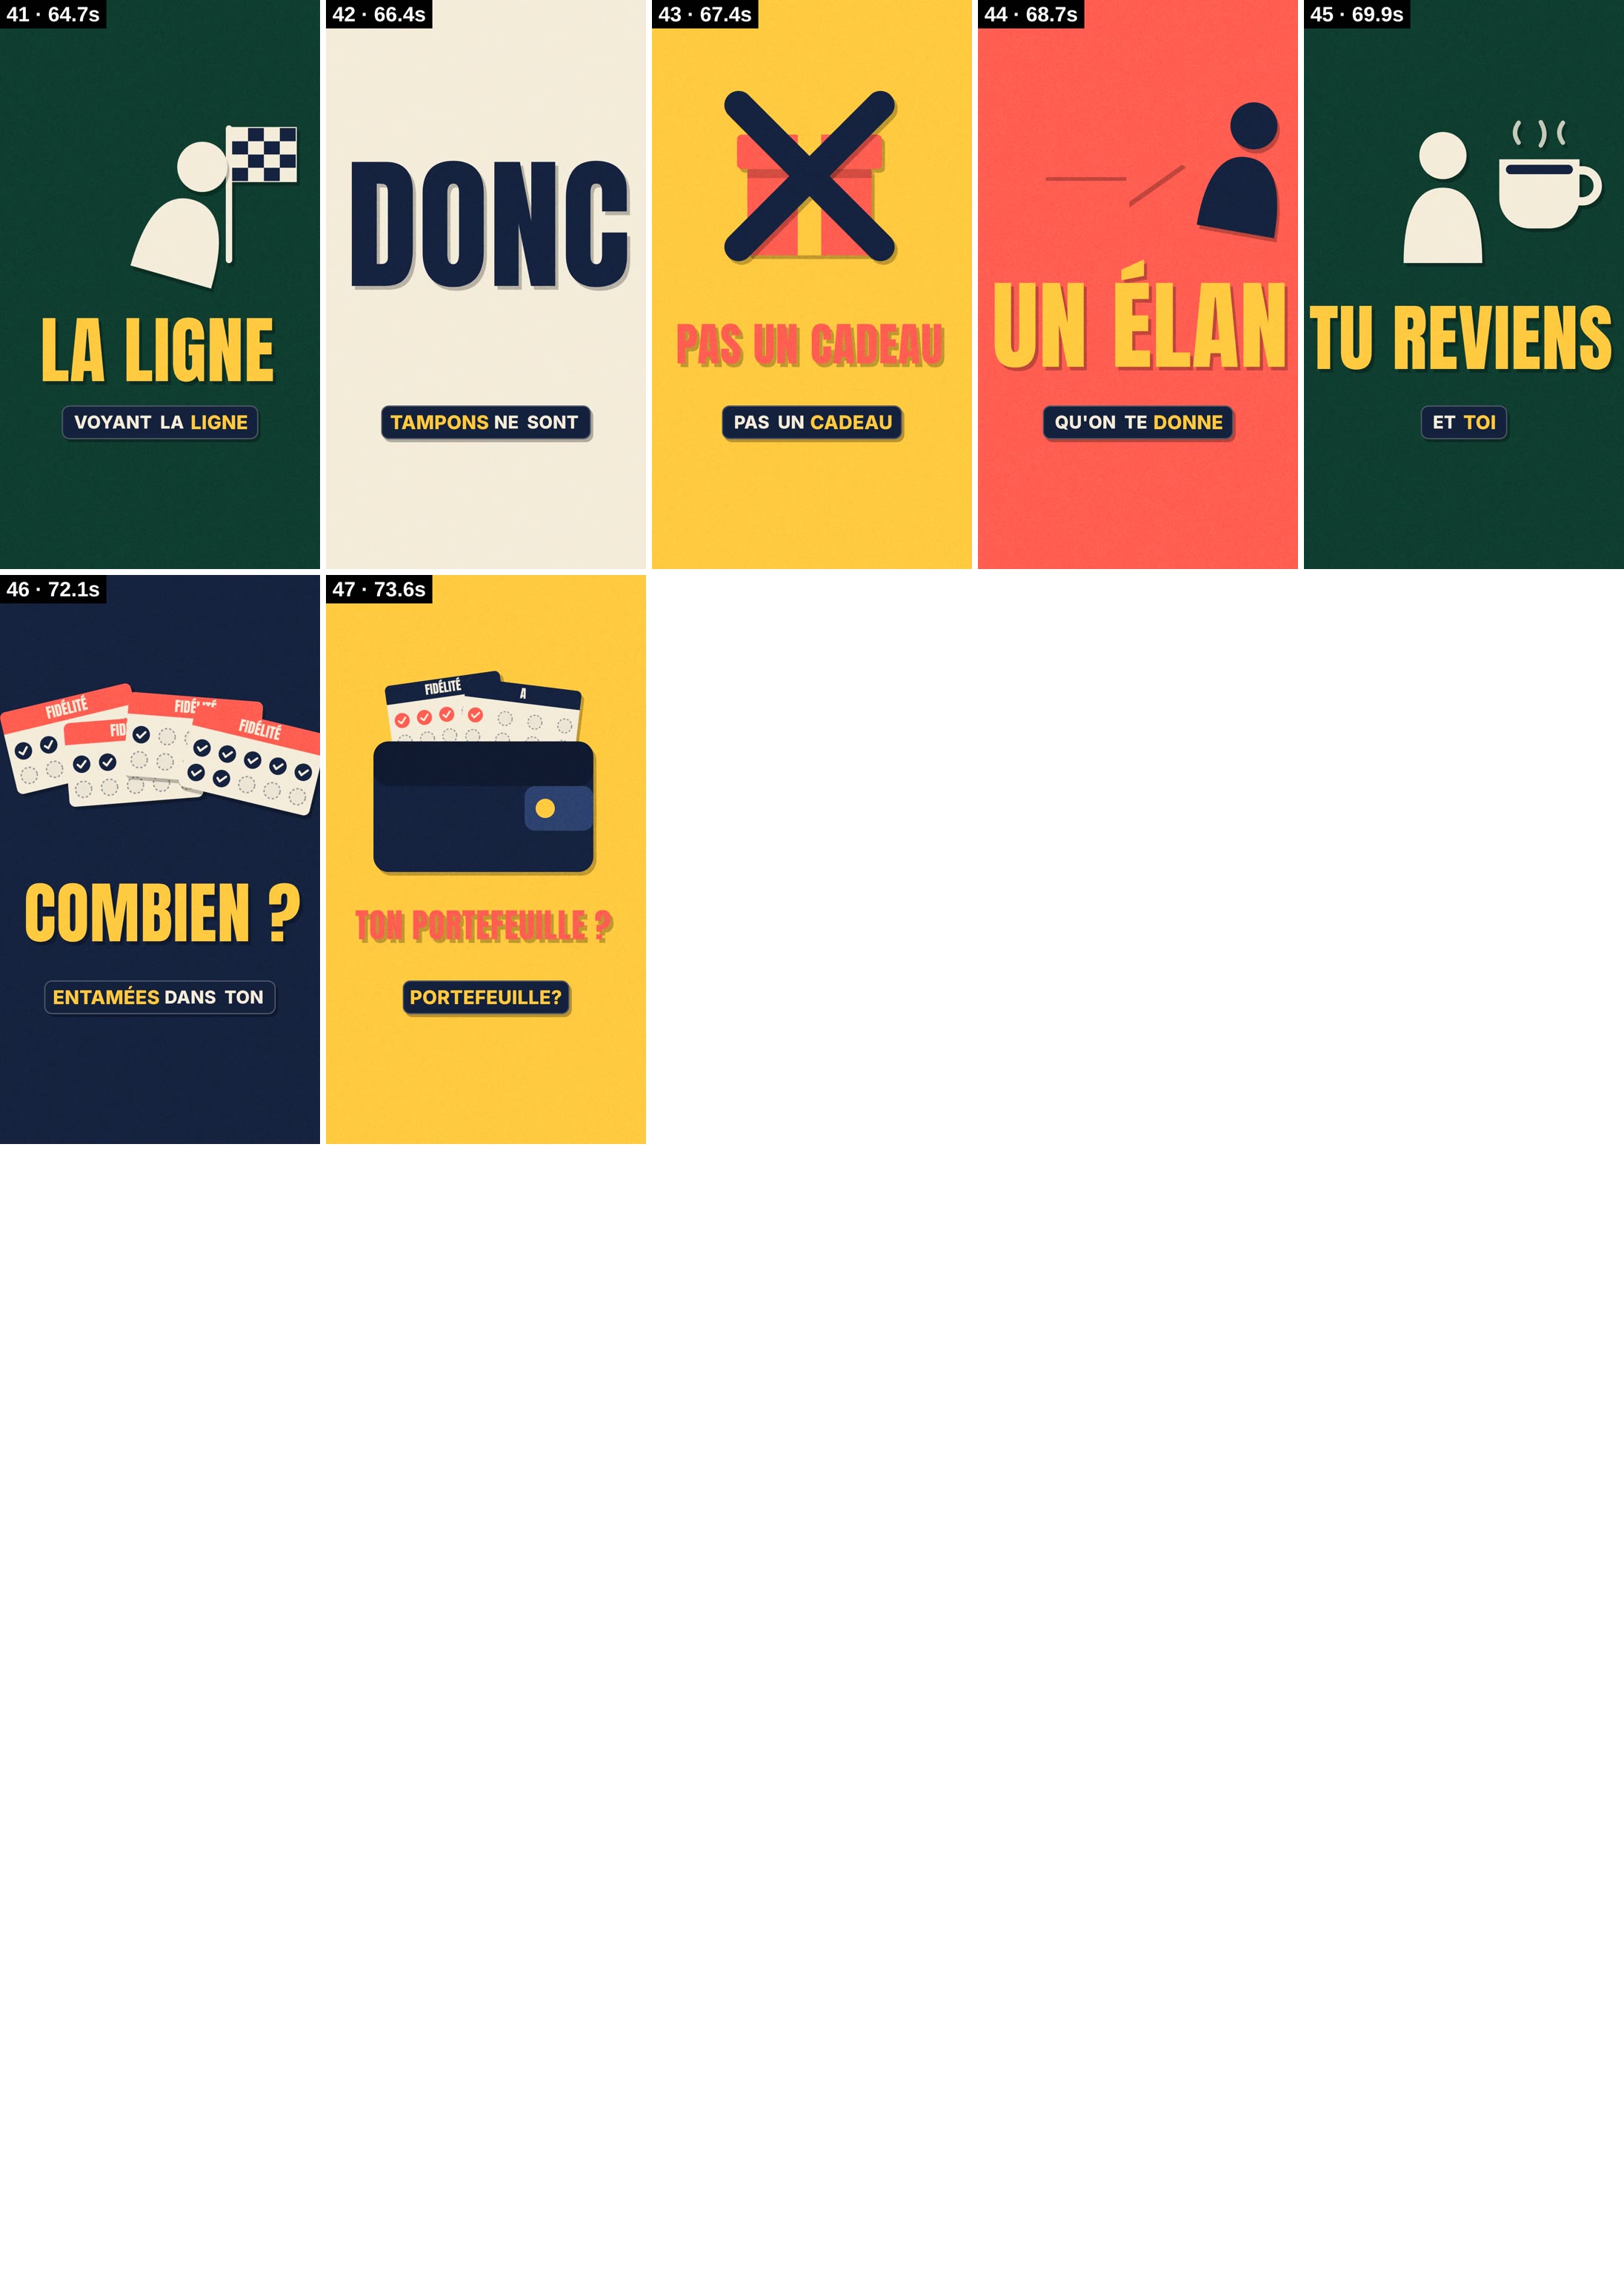 41 · 64.7s
LA LIGNE
VOYANT LA LIGNE
42 · 66.4s
DONC
TAMPONS NE SONT
43 · 67.4s
PAS UN CADEAU
PAS UN CADEAU
44 · 68.7s
UN ÉLAN
QU'ON TE DONNE
45 · 69.9s
TU REVIENS
ET TOI
46 · 72.1s
FIDÉLITÉ
FID
FIDÉLITÉ
COMBIEN ?
ENTAMÉES DANS TON
47 · 73.6s
FIDÉLITÉ
A
TON PORTEFEUILLE ?
PORTEFEUILLE?